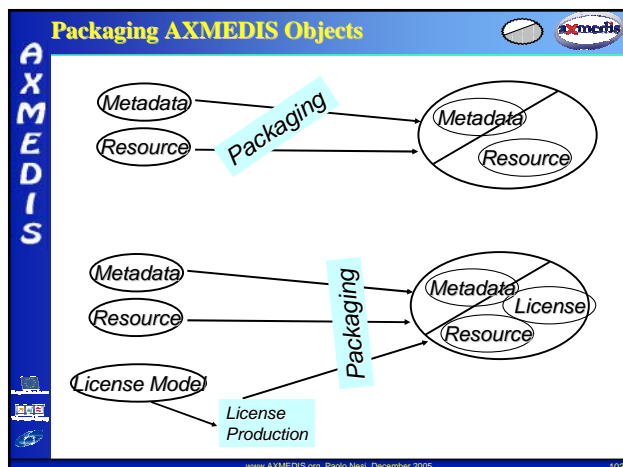 Packaging AXMEDIS Objects
axmedis
AXMEDIS
Metadata
Resource
Packaging
Metadata
Resource
Metadata
Resource
License Model
License
Production
Packaging
Metadata
License
Resource
www.AXMEDIS.org, Paolo Nesi, December 2005